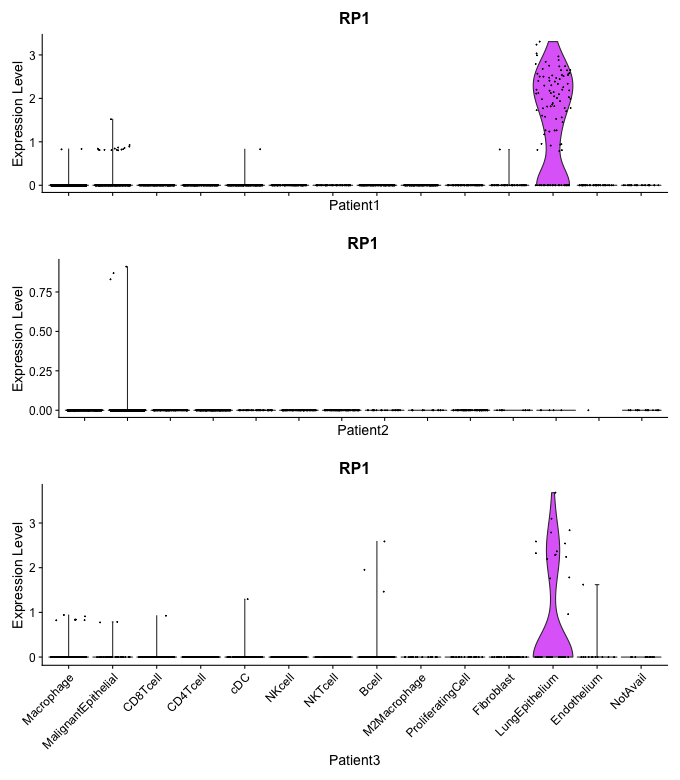 RP1
Expression Level
3
2
1
0
Patient1
RP1
Expression Level
0.75
0.50
0.25
0.00
Patient2
RP1
Expression Level
3
2
1
0
Macrophage
MalignantEpithelial
CD8Tcell
CD4Tcell
cDC
NKcell
NKTcell
Bcell
M2Macrophage
ProliferatingCell
Fibroblast
LungEpithelium
Endothelium
NotAvail
Patient3